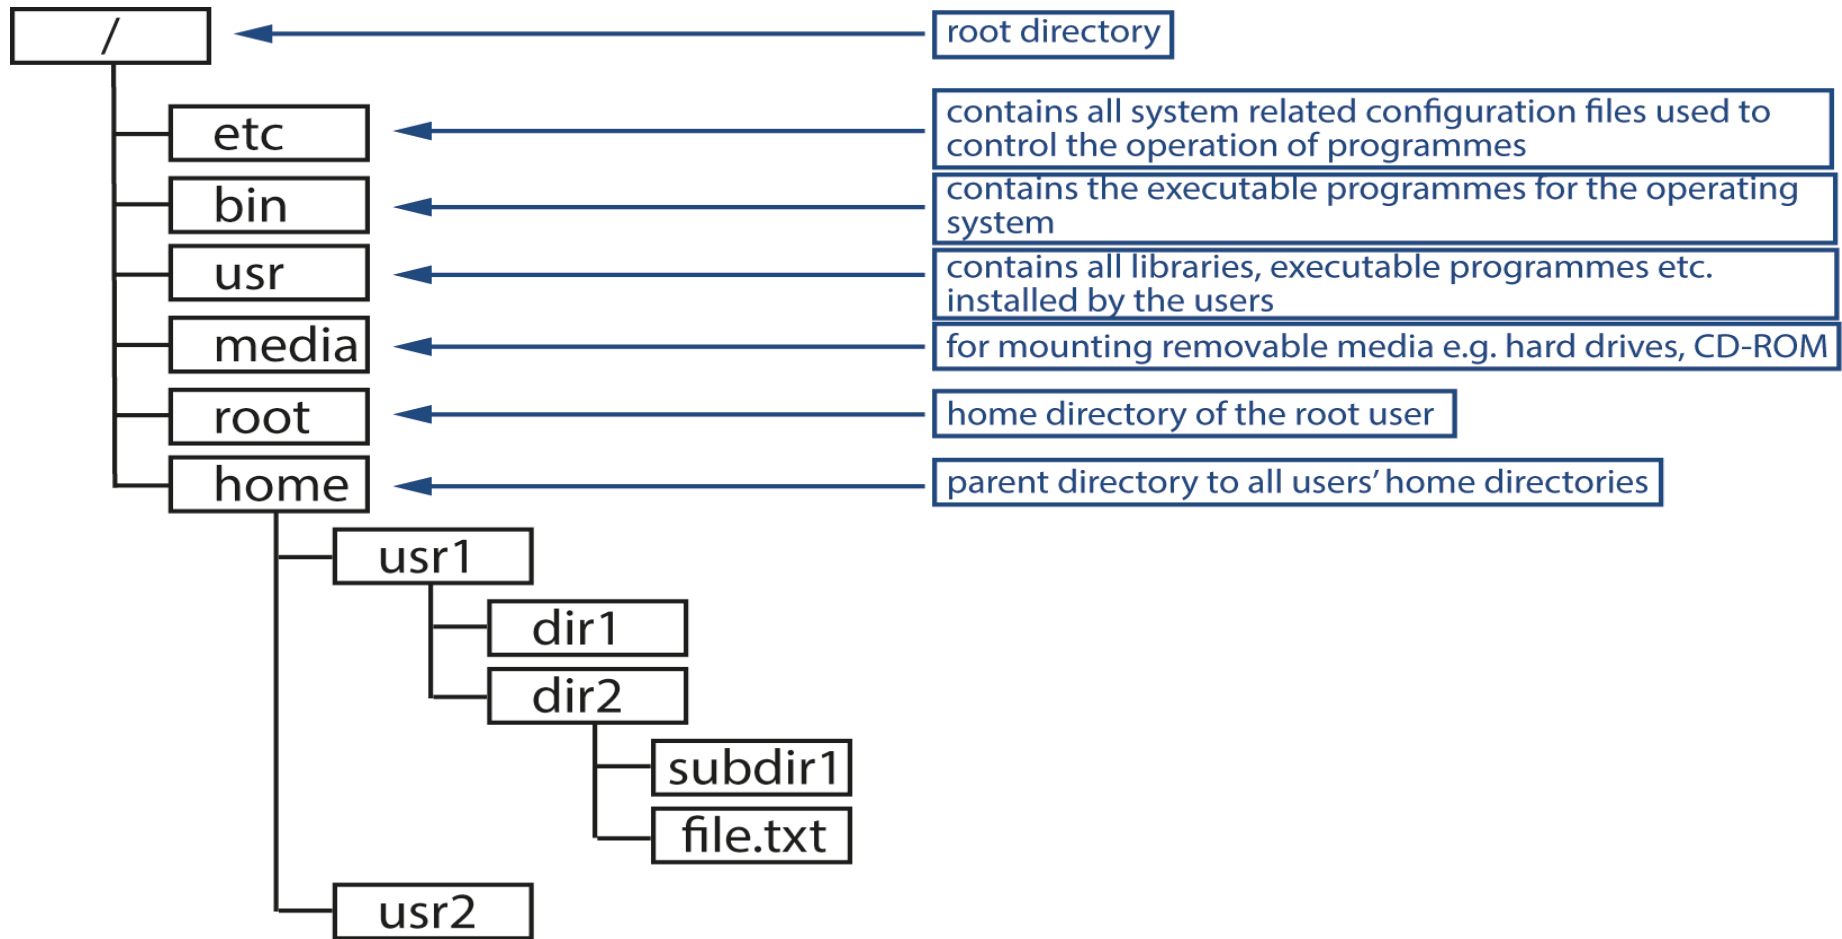 /
root directory
etc
contains all system related configuration files used to
control the operation of programmes
bin
contains the executable programmes for the operating
system
usr
contains all libraries, executable programmes etc.
installed by the users
media
for mounting removable media e.g. hard drives, CD-ROM
root
home directory of the root user
home
parent directory to all users’ home directories
usr1
dir1
dir2
subdir1
file.txt
usr2